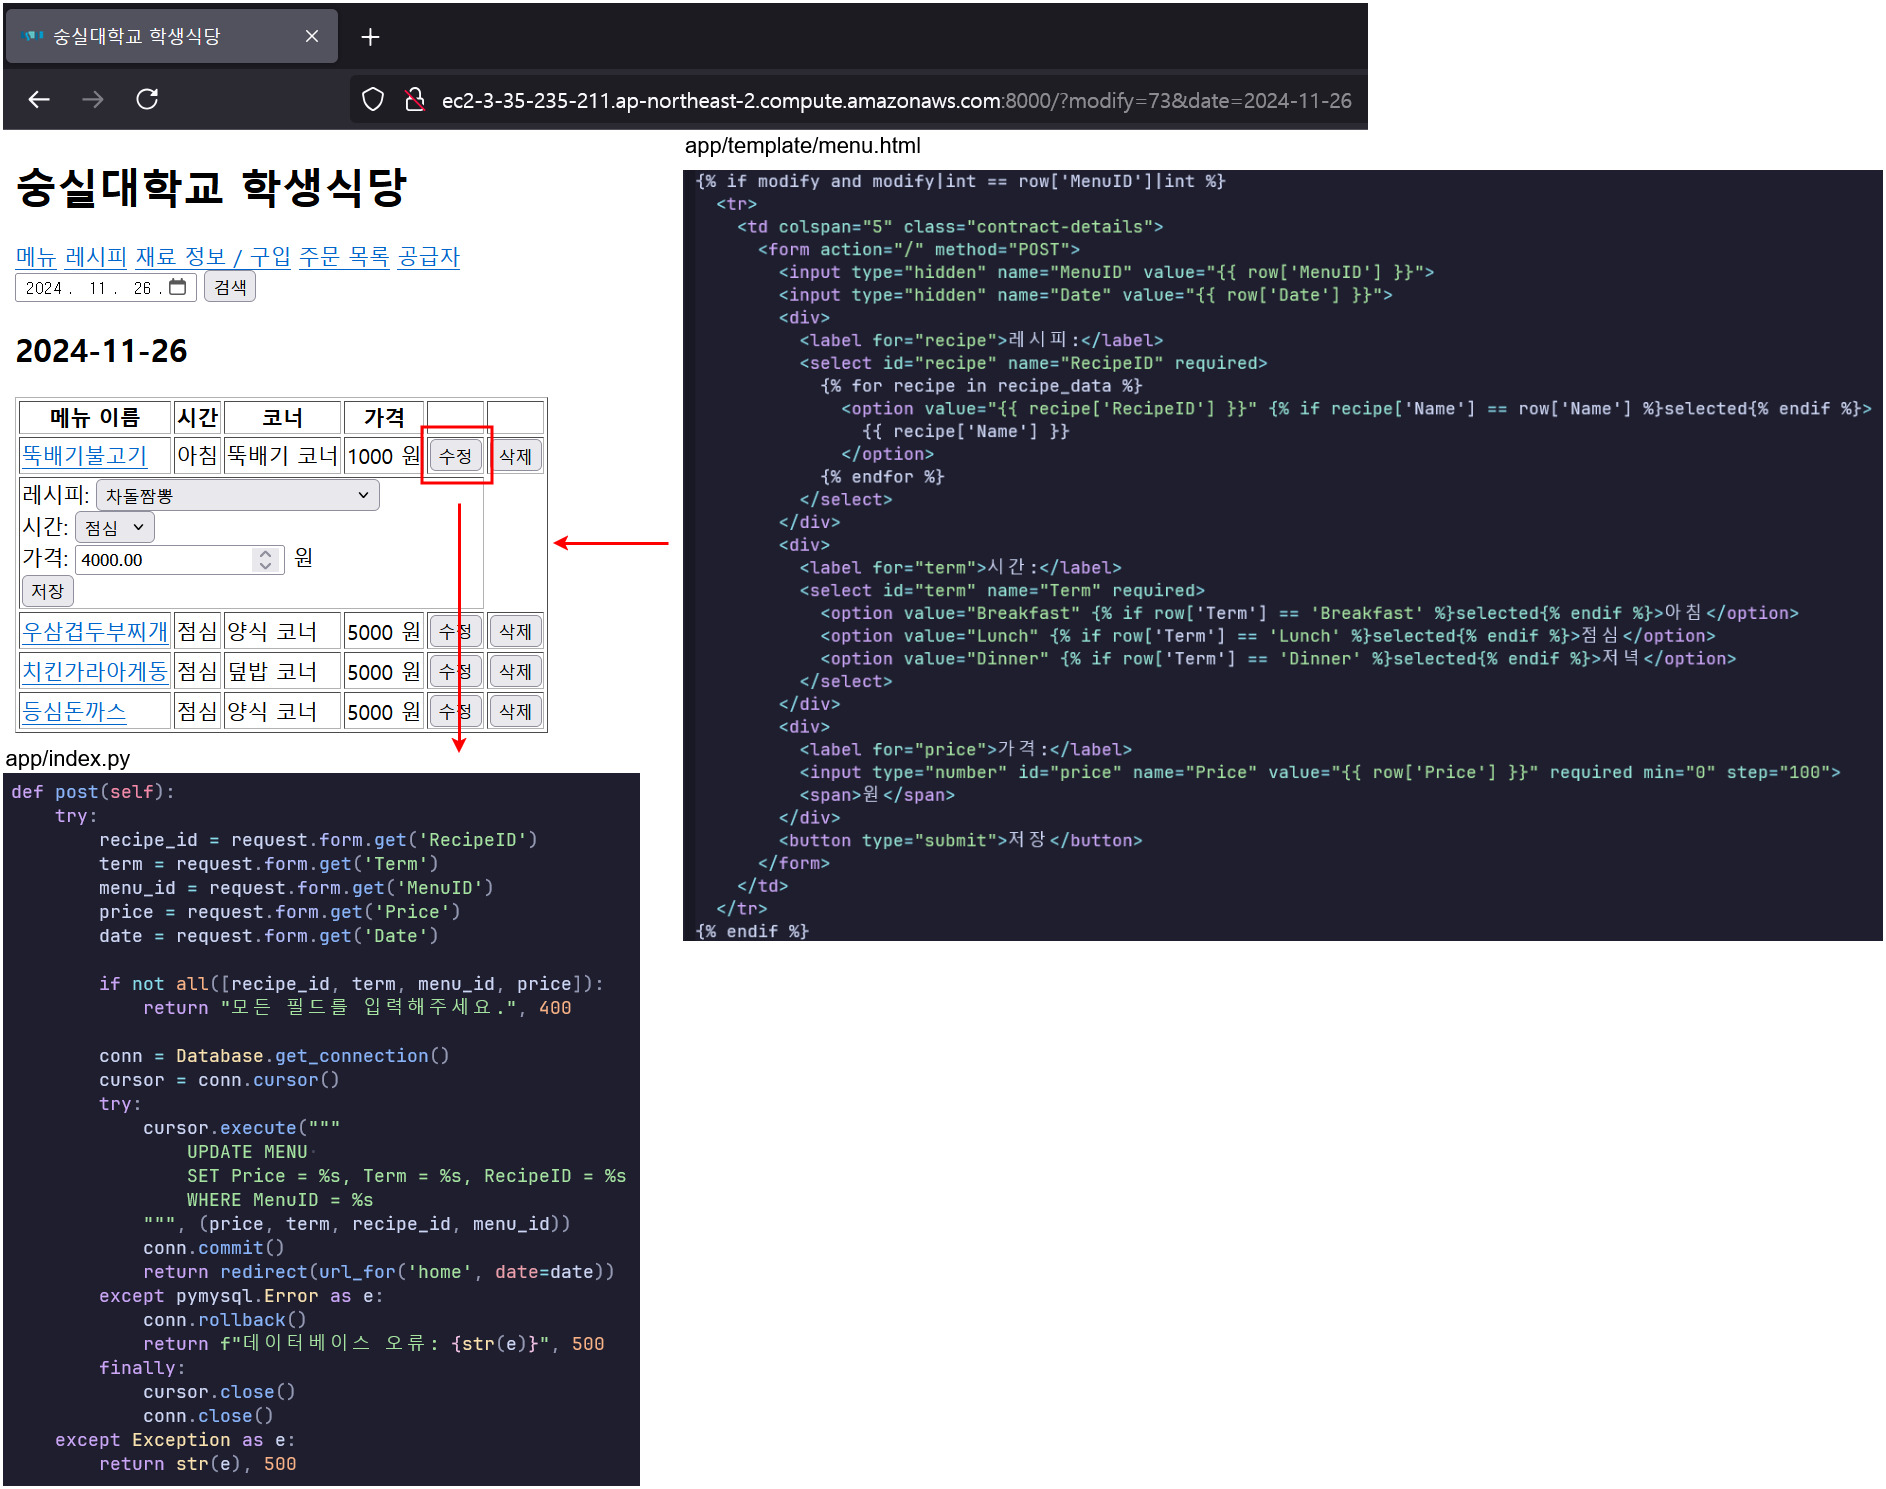 숭실대학교 학생식당
ec2-3-35-235-211.ap-northeast-2.compute.amazonaws.com:8000/?modify=73&date=2024-11-26
숭실대학교 학생식당
메뉴 레시피 재료 정보 / 구입 주문 목록 공급자
2024. 11. 26. 검색
2024-11-26
메뉴 이름 시간 코너 가격
뚝배기불고기 아침 뚝배기 코너 1000 원 수정 삭제
레시피: 차돌짬뽕
시간: 점심
가격: 4000.00 원
저장
우삼겹두부찌개 점심 양식 코너 5000 원 수정 삭제
치킨가라아게동 점심 덮밥 코너 5000 원 수정 삭제
등심돈까스 점심 양식 코너 5000 원 수정 삭제
app/index.py
def post(self):
    try:
        recipe_id = request.form.get('RecipeID')
        term = request.form.get('Term')
        menu_id = request.form.get('MenuID')
        price = request.form.get('Price')
        date = request.form.get('Date')
        if not all([recipe_id, term, menu_id, price]):
            return "모든 필드를 입력해주세요.", 400
        conn = Database.get_connection()
        cursor = conn.cursor()
        try:
            cursor.execute("""
                UPDATE MENU
                SET Price = %s, Term = %s, RecipeID = %s
                WHERE MenuID = %s
            """, (price, term, recipe_id, menu_id))
            conn.commit()
            return redirect(url_for('home', date=date))
        except pymysql.Error as e:
            conn.rollback()
            return f"데이터베이스 오류: {str(e)}", 500
        finally:
            cursor.close()
            conn.close()
    except Exception as e:
        return str(e), 500
app/template/menu.html
{% if modify and modify|int == row['MenuID']|int %}
  <tr>
    <td colspan="5" class="contract-details">
      <form action="/" method="POST">
        <input type="hidden" name="MenuID" value="{{ row['MenuID'] }}">
        <input type="hidden" name="Date" value="{{ row['Date'] }}">
        <div>
          <label for="recipe">레시피:</label>
          <select id="recipe" name="RecipeID" required>
            {% for recipe in recipe_data %}
              <option value="{{ recipe['RecipeID'] }}" {% if recipe['Name'] == row['Name'] %}selected{% endif %}>
                {{ recipe['Name'] }}
              </option>
            {% endfor %}
          </select>
        </div>
        <div>
          <label for="term">시간:</label>
          <select id="term" name="Term" required>
            <option value="Breakfast" {% if row['Term'] == 'Breakfast' %}selected{% endif %}>아침</option>
            <option value="Lunch" {% if row['Term'] == 'Lunch' %}selected{% endif %}>점심</option>
            <option value="Dinner" {% if row['Term'] == 'Dinner' %}selected{% endif %}>저녁</option>
          </select>
        </div>
        <div>
          <label for="price">가격:</label>
          <input type="number" id="price" name="Price" value="{{ row['Price'] }}" required min="0" step="100">
          <span>원</span>
        </div>
        <button type="submit">저장</button>
      </form>
    </td>
  </tr>
{% endif %}